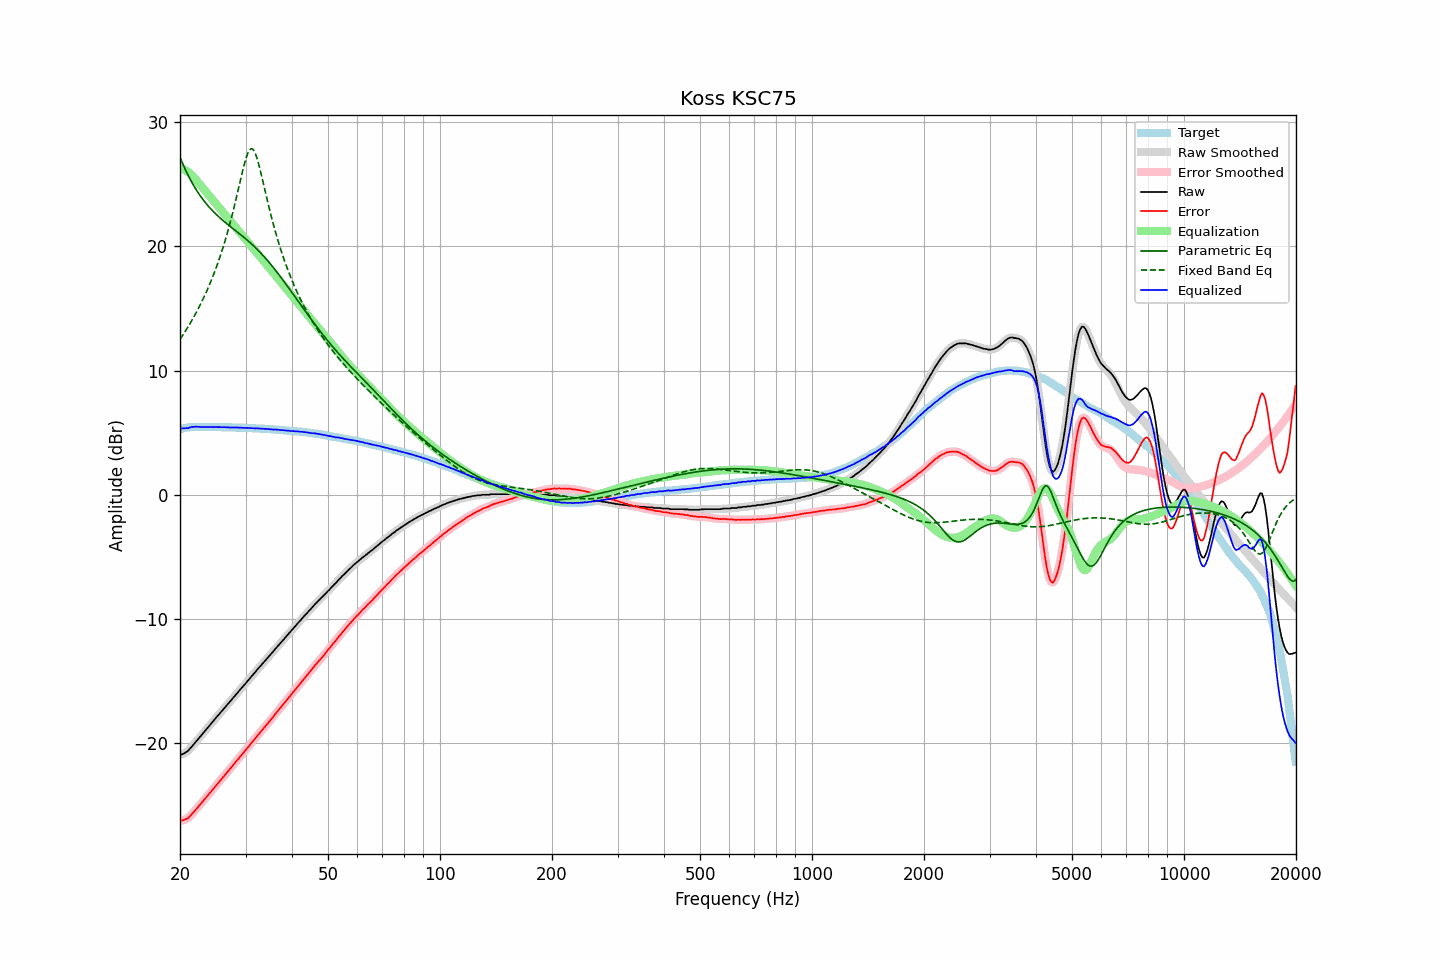 Koss KSC75
30
20
10
0
−10
−20
Amplitude (dBr)
Target
Raw Smoothed
Error Smoothed
Raw
Error
Equalization
Parametric Eq
Fixed Band Eq
Equalized
20 50 100 200 500 1000 2000 5000 10000 20000
Frequency (Hz)